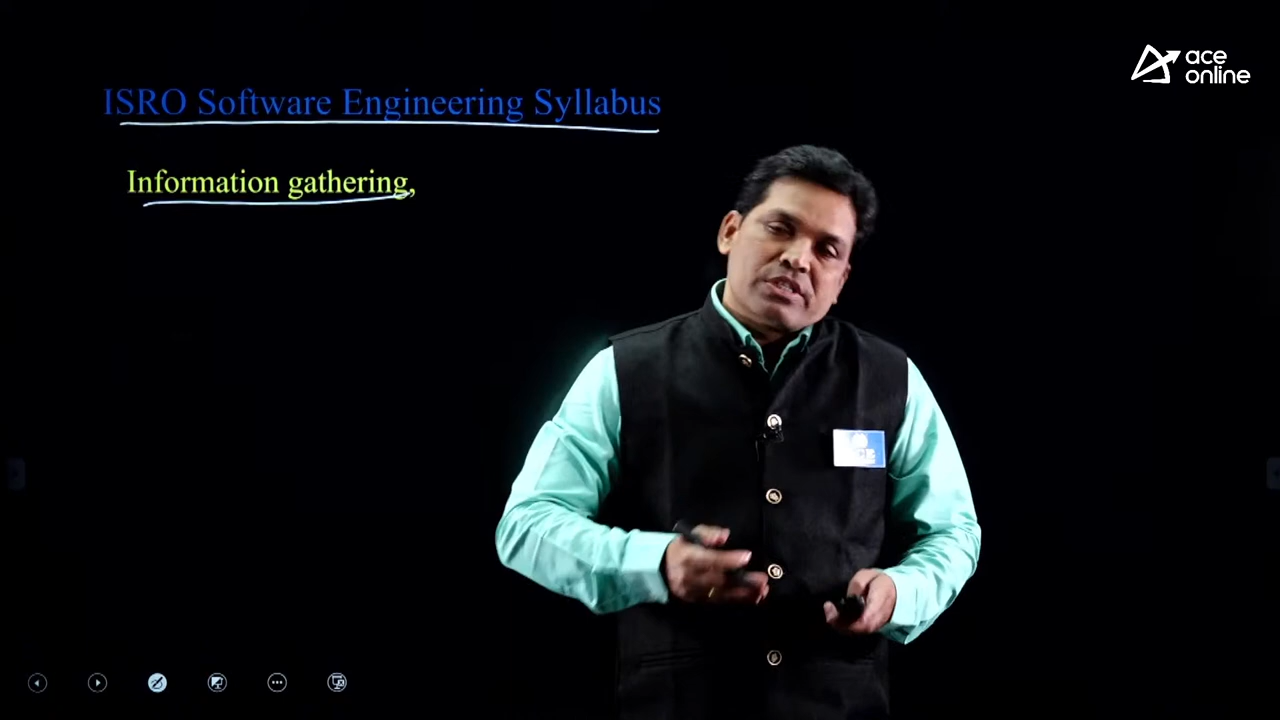 ace
online
ISRO Software Engineering Syllabus
Information gathering,